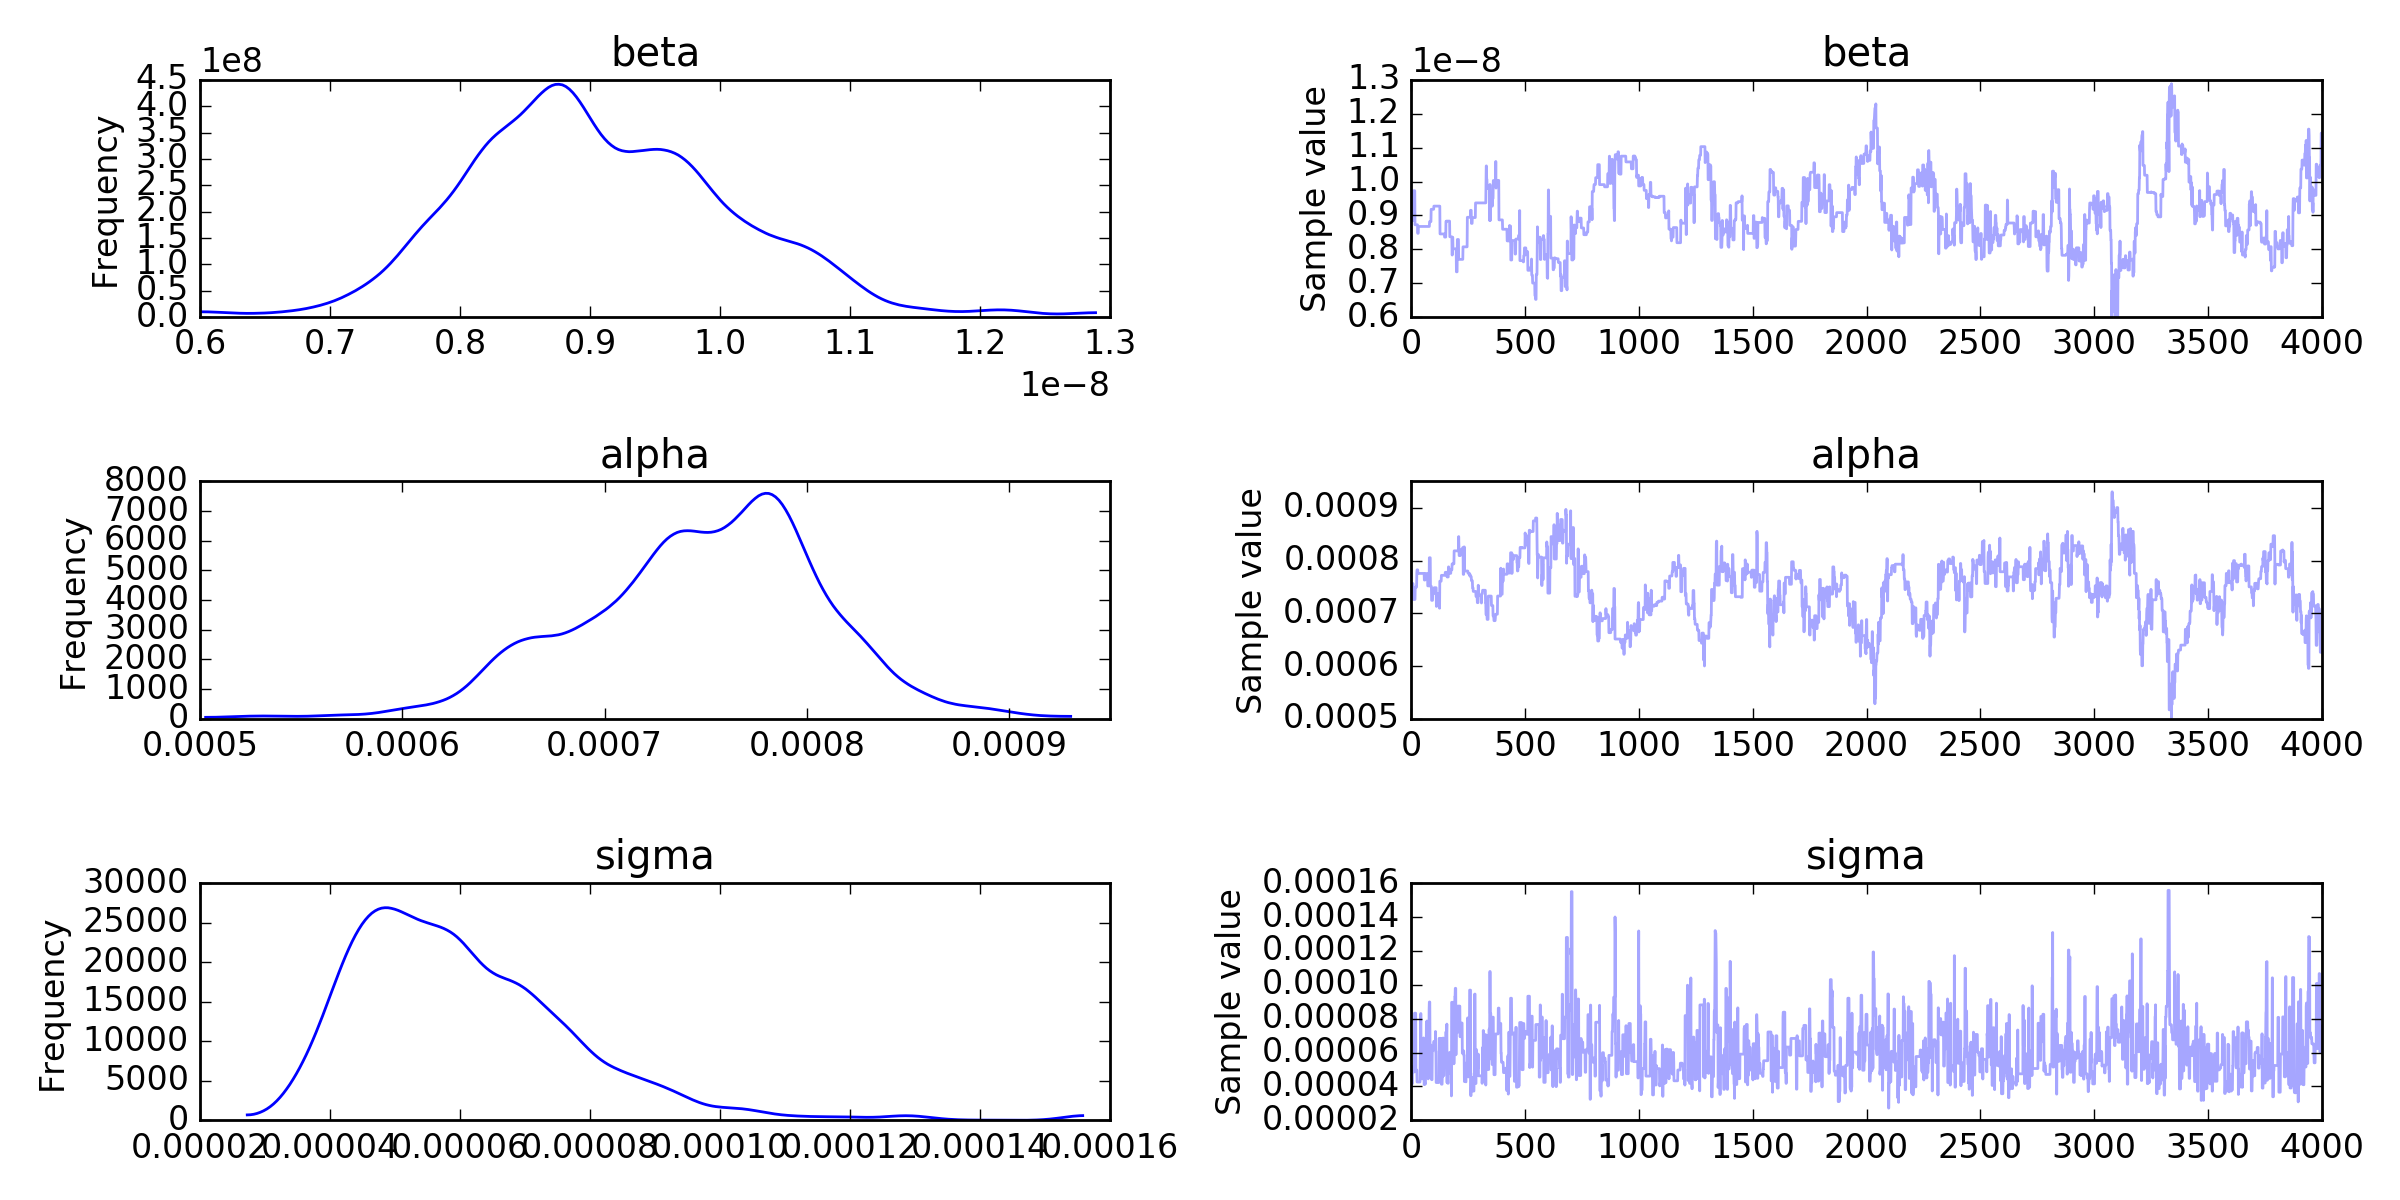 beta
1e8
4.5
4.0
3.5
3.0
2.5
2.0
1.5
1.0
0.5
0.0
Frequency
0.6 0.7 0.8 0.9 1.0 1.1 1.2 1.3
1e−8
beta
1e−8
1.3
1.2
1.1
1.0
0.9
0.8
0.7
0.6
Sample value
0 500 1000 1500 2000 2500 3000 3500 4000
alpha
8000
7000
6000
5000
4000
3000
2000
1000
0
Frequency
0.0005 0.0006 0.0007 0.0008 0.0009
alpha
0.0009
0.0008
0.0007
0.0006
0.0005
Sample value
0 500 1000 1500 2000 2500 3000 3500 4000
sigma
30000
25000
20000
15000
10000
5000
0
Frequency
0.00002 0.00004 0.00006 0.00008 0.00010 0.00012 0.00014 0.00016
sigma
0.00016
0.00014
0.00012
0.00010
0.00008
0.00006
0.00004
0.00002
Sample value
0 500 1000 1500 2000 2500 3000 3500 4000